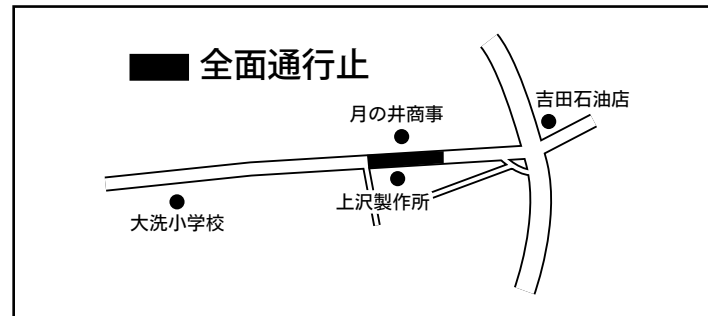 全面通行止
吉田石油店
月の井商事
上沢製作所
大洗小学校